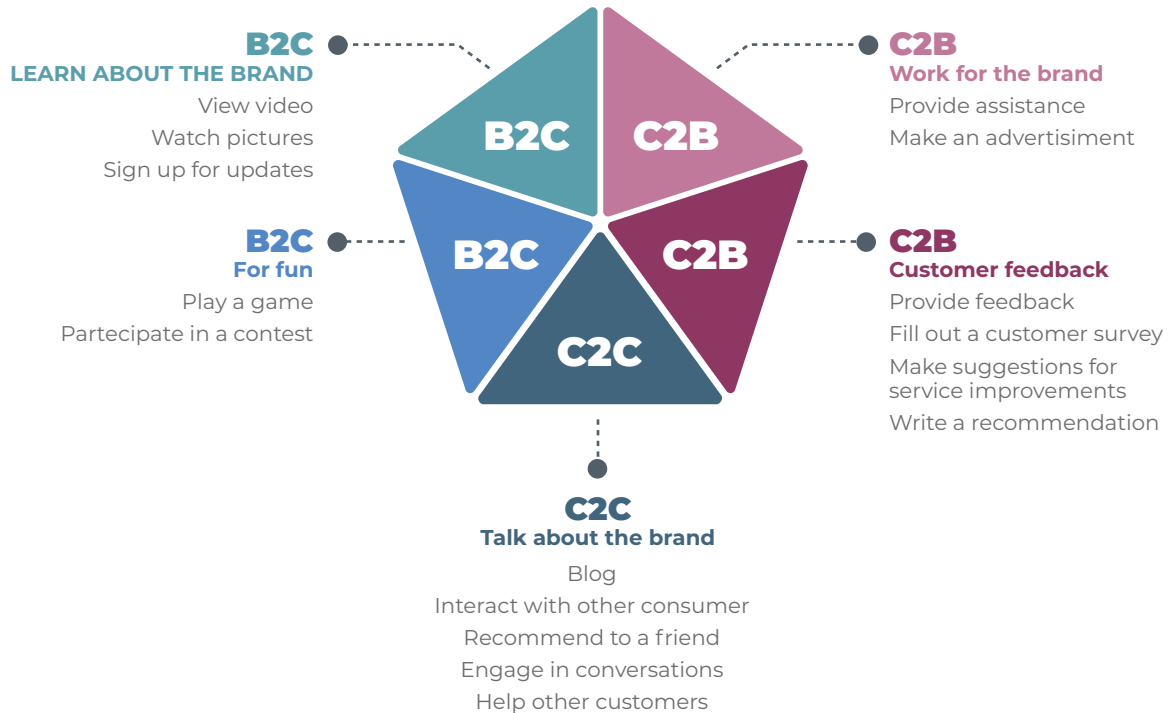 B2C
LEARN ABOUT THE BRAND
View video
Watch pictures
Sign up for updates
B2C
For fun
Play a game
Partecipate in a contest
B2C
C2B
B2C
C2B
C2C
C2B
Work for the brand
Provide assistance
Make an advertisiment
C2B
Customer feedback
Provide feedback
Fill out a customer survey
Make suggestions for
service improvements
Write a recommendation
C2C
Talk about the brand
Blog
Interact with other consumer
Recommend to a friend
Engage in conversations
Help other customers